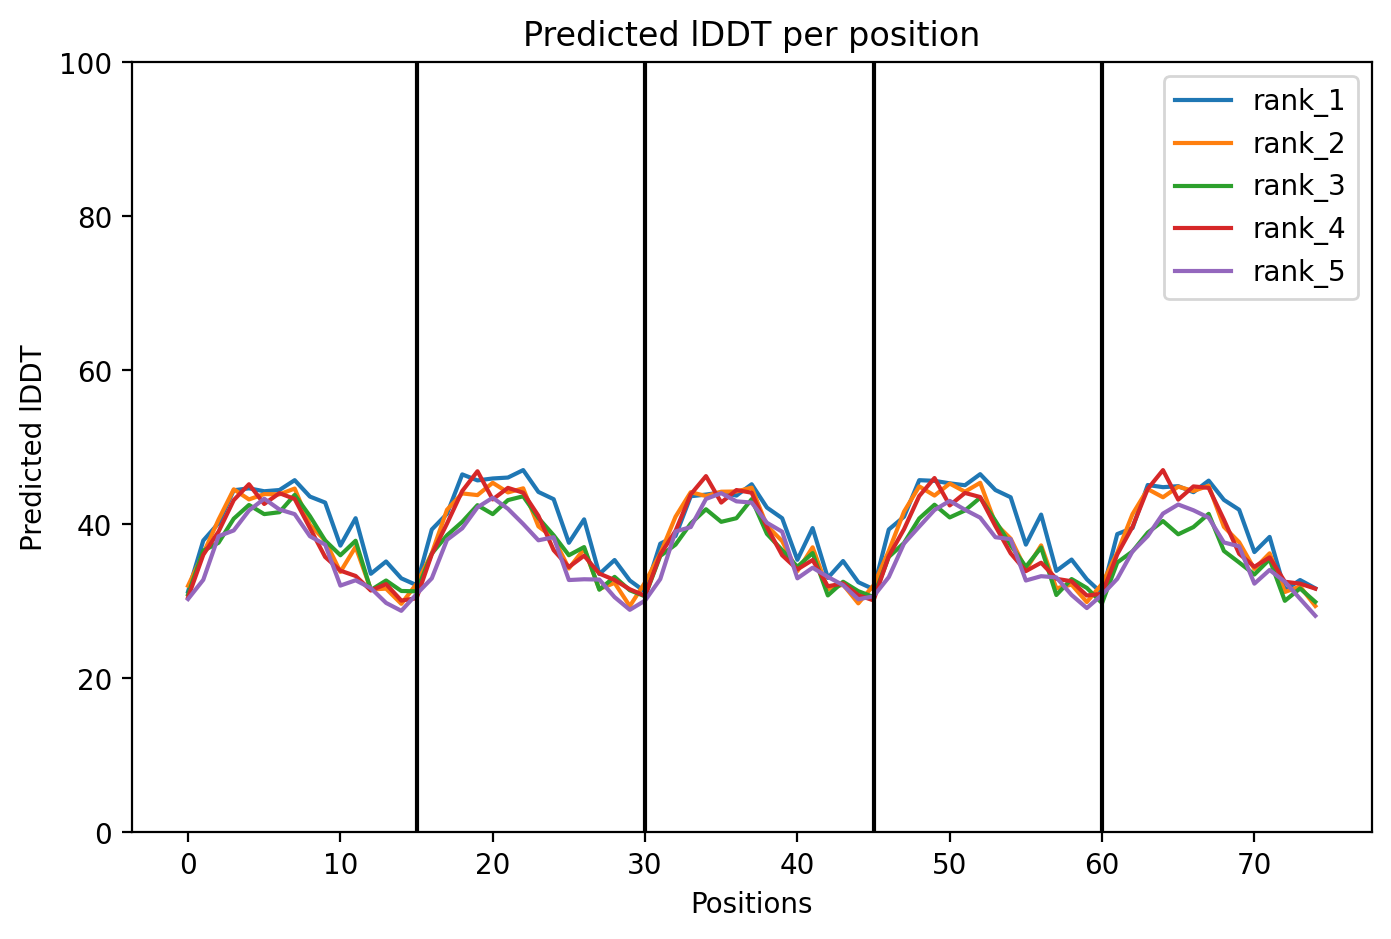 Predicted lDDT per position
100
80
60
40
20
0
Predicted lDDT
0 10 20 30 40 50 60 70
Positions
rank_1
rank_2
rank_3
rank_4
rank_5